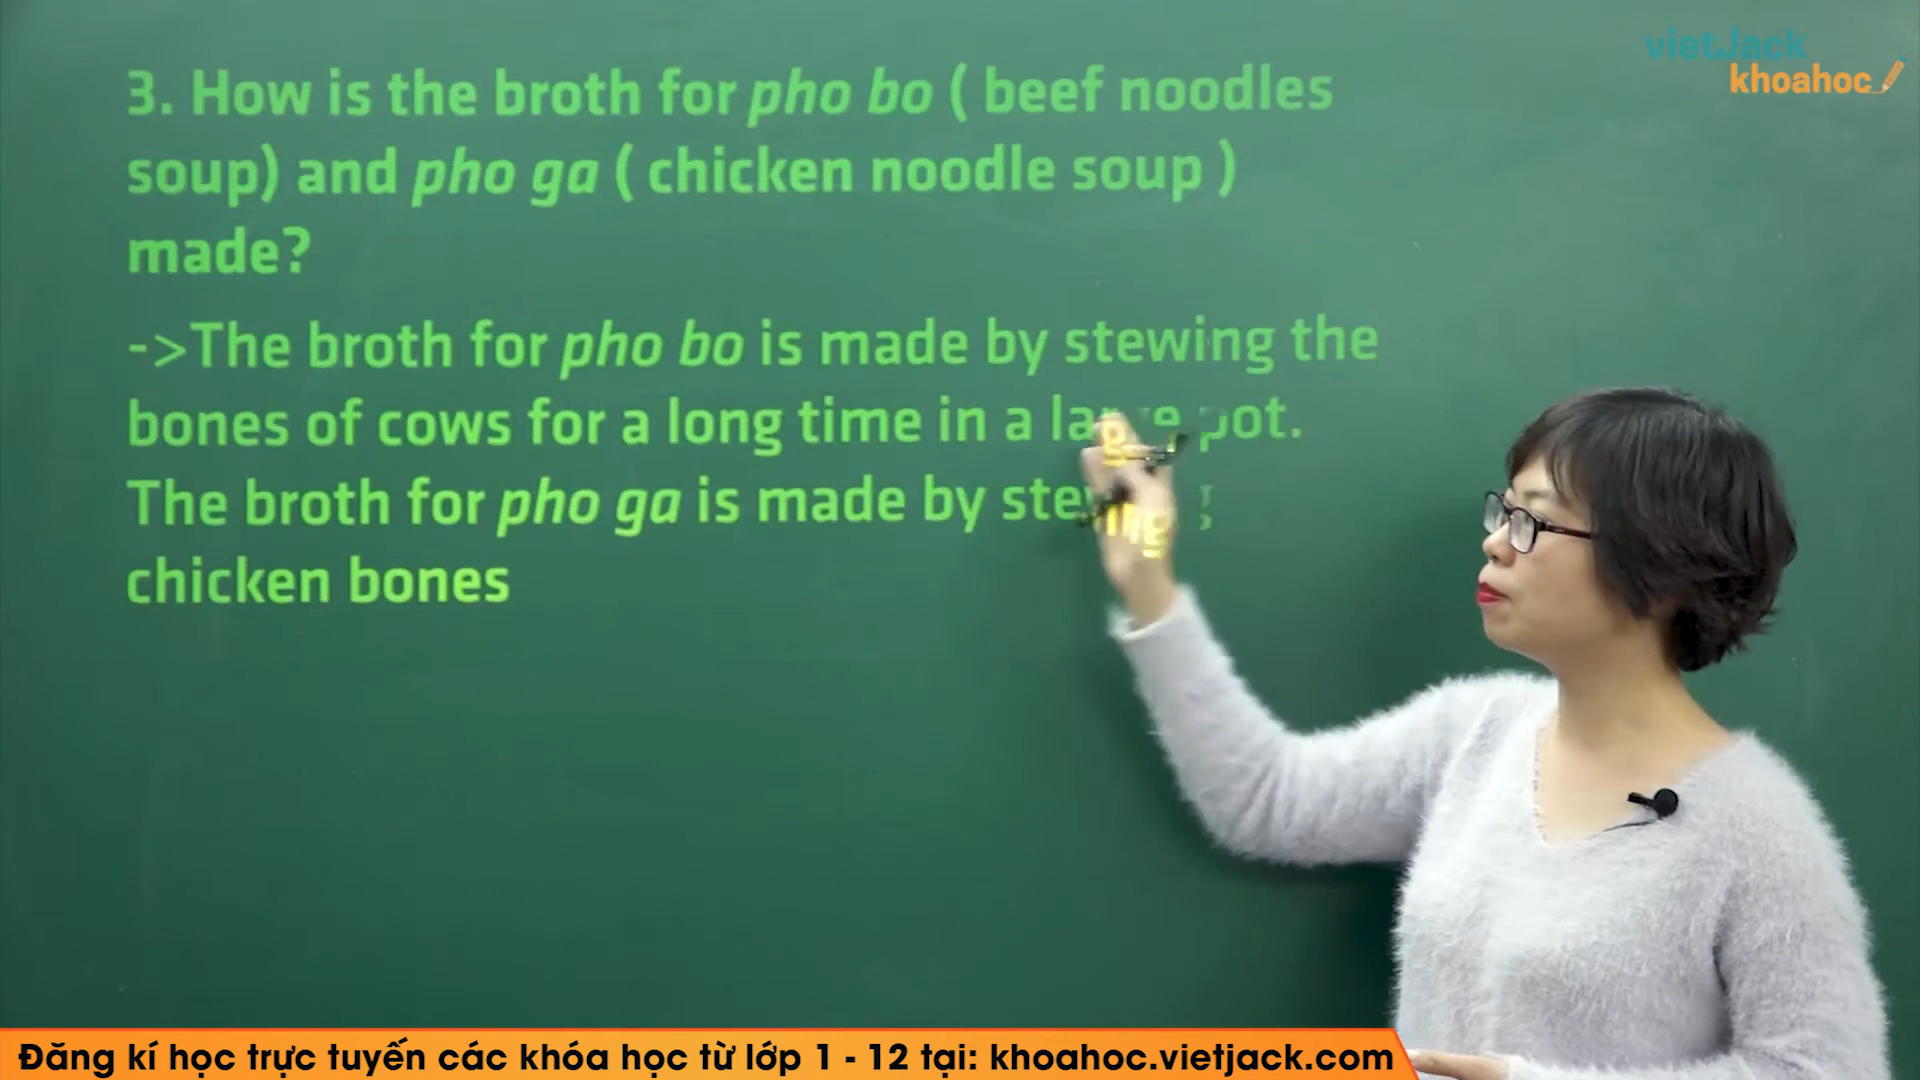 vietJack
khoahoc
3. How is the broth for pho bo ( beef noodles
soup) and pho ga ( chicken noodle soup )
made?
->The broth for pho bo is made by stewing the
bones of cows for a long time in a large pot.
The broth for pho ga is made by stewing
chicken bones
Đăng kí học trực tuyến các khóa học từ lớp 1 - 12 tại: khoahoc.vietjack.com